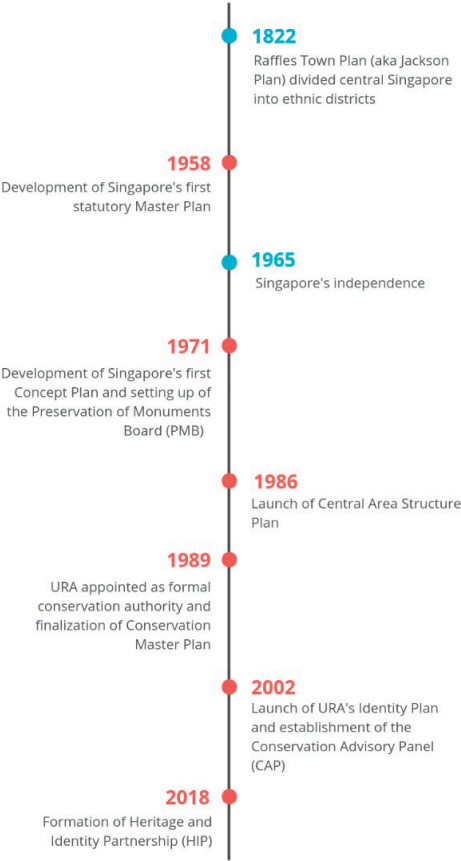 1822
Raffles Town Plan (aka Jackson
Plan) divided central Singapore
into ethnic districts
1958
Development of Singapore's first
statutory Master Plan
1965
Singapore's independence
1971
Development of Singapore's first
Concept Plan and setting up of
the Preservation of Monuments
Board (PMB)
1986
Launch of Central Area Structure
Plan
1989
URA appointed as formal
conservation authority and
finalization of Conservation
Master Plan
2002
Launch of URA's Identity Plan
and establishment of the
Conservation Advisory Panel
(CAP)
2018
Formation of Heritage and
Identity Partnership (HIP)